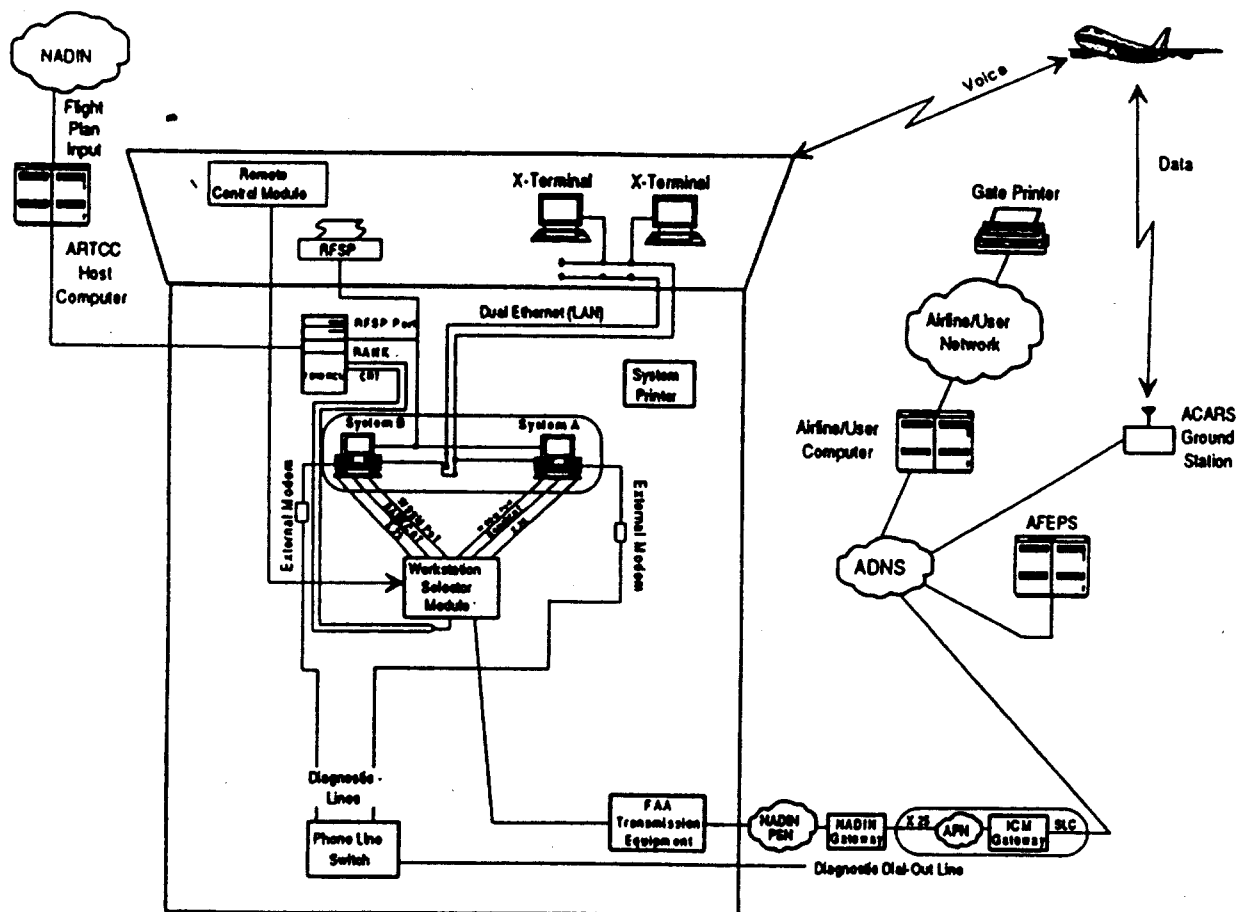 NADIN
Flight
Plan
Input
ARTCC
Host
Computer
Remote
Control Module
RFSP
X-Terminal
X-Terminal
Voice
Data
Gate Printer
Airline/User
Network
Airline/User
Computer
ACARS
Ground
Station
AFEPS
ADNS
RFSP Port
RANK
CRT
Dual Ethernet (LAN)
System
Printer
System B
System A
External Modem
External Modem
Workstation
Selector
Module
Diagnostic -
Lines
Phone Line
Switch
FAA
Transmission
Equipment
NADIN
PSN
NADIN
Gateway
X.25
APN
ICM
Gateway
SLC
Diagnostic Dial-Out Line